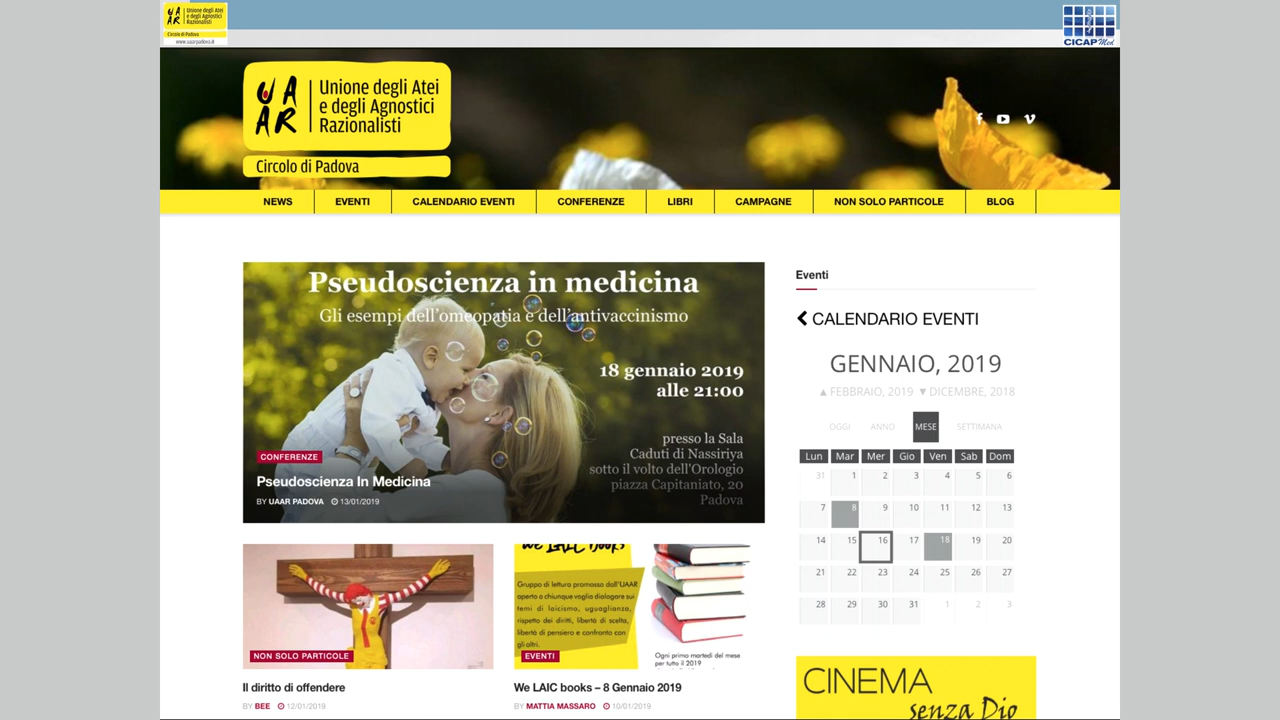 UAAR
Unione degli Atei
e degli Agnostici
Razionalisti
Circolo di Padova
www.uaarpadova.it
CICAP Med
UAAR
Unione degli Atei
e degli Agnostici
Razionalisti
Circolo di Padova
NEWS EVENTI CALENDARIO EVENTI CONFERENZE LIBRI CAMPAGNE NON SOLO PARTICOLE BLOG
Pseudoscienza in medicina
Gli esempi dell'omeopatia e dell'antivaccinismo
18 gennaio 2019
alle 21:00
presso la Sala
Caduti di Nassiriya
sotto il volto dell'Orologio
piazza Capitaniato, 20
Padova
CONFERENZE
Pseudoscienza In Medicina
BY UAAR PADOVA 13/01/2019
NON SOLO PARTICOLE
Il diritto di offendere
BY BEE 12/01/2019
We LAIC books
Gruppo di lettura promosso dall'UAAR
aperto a chiunque voglia dialogare sui
temi di laicismo, uguaglianza,
rispetto dei diritti, libertà di scelta,
libertà di pensiero e confronto con
gli altri.
Ogni primo martedì del mese
per tutto il 2019
EVENTI
We LAIC books – 8 Gennaio 2019
BY MATTIA MASSARO 10/01/2019
Eventi
CALENDARIO EVENTI
GENNAIO, 2019
▲ FEBBRAIO, 2019 ▼ DICEMBRE, 2018
OGGI ANNO MESE SETTIMANA
Lun Mar Mer Gio Ven Sab Dom
31 1 2 3 4 5 6
7 8 9 10 11 12 13
14 15 16 17 18 19 20
21 22 23 24 25 26 27
28 29 30 31 1 2 3
CINEMA
senza Dio